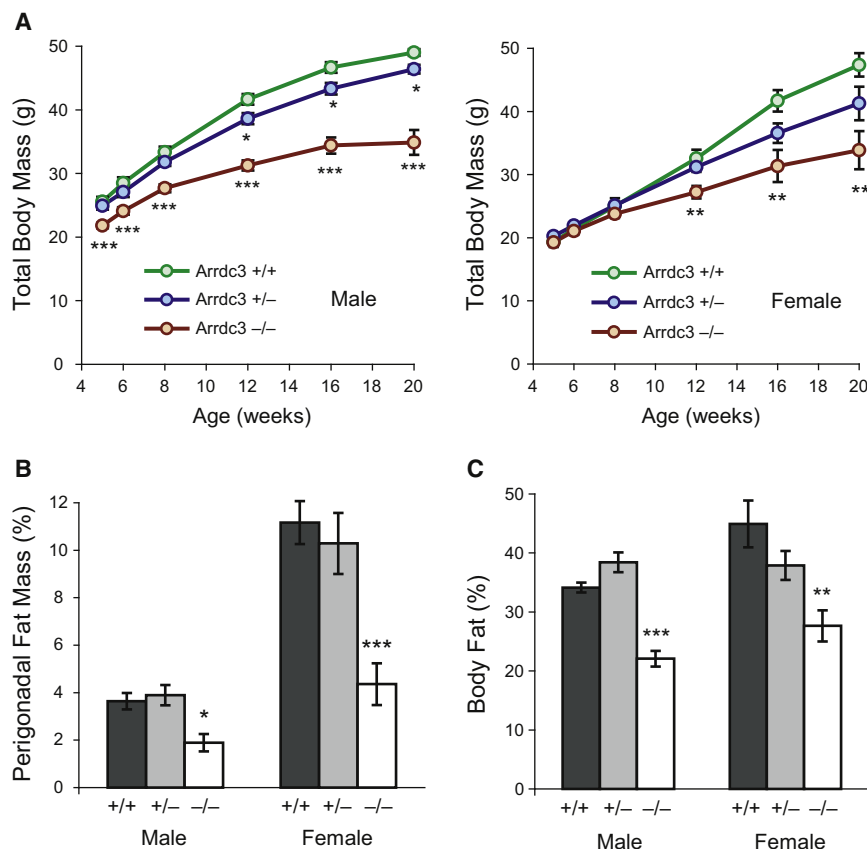 A
Total Body Mass (g)
50
40
30
20
10
0
*
*
*
***
***
***
***
***
***
Arrdc3 +/+
Arrdc3 +/–
Arrdc3 –/–
Male
4 6 8 10 12 14 16 18 20
Age (weeks)
Total Body Mass (g)
50
40
30
20
10
0
**
**
**
Arrdc3 +/+
Arrdc3 +/–
Arrdc3 –/–
Female
4 6 8 10 12 14 16 18 20
Age (weeks)
B
Perigonadal Fat Mass (%)
12
10
8
6
4
2
0
*
***
+/+ +/– –/– +/+ +/– –/–
Male Female
C
Body Fat (%)
50
40
30
20
10
0
***
**
+/+ +/– –/– +/+ +/– –/–
Male Female